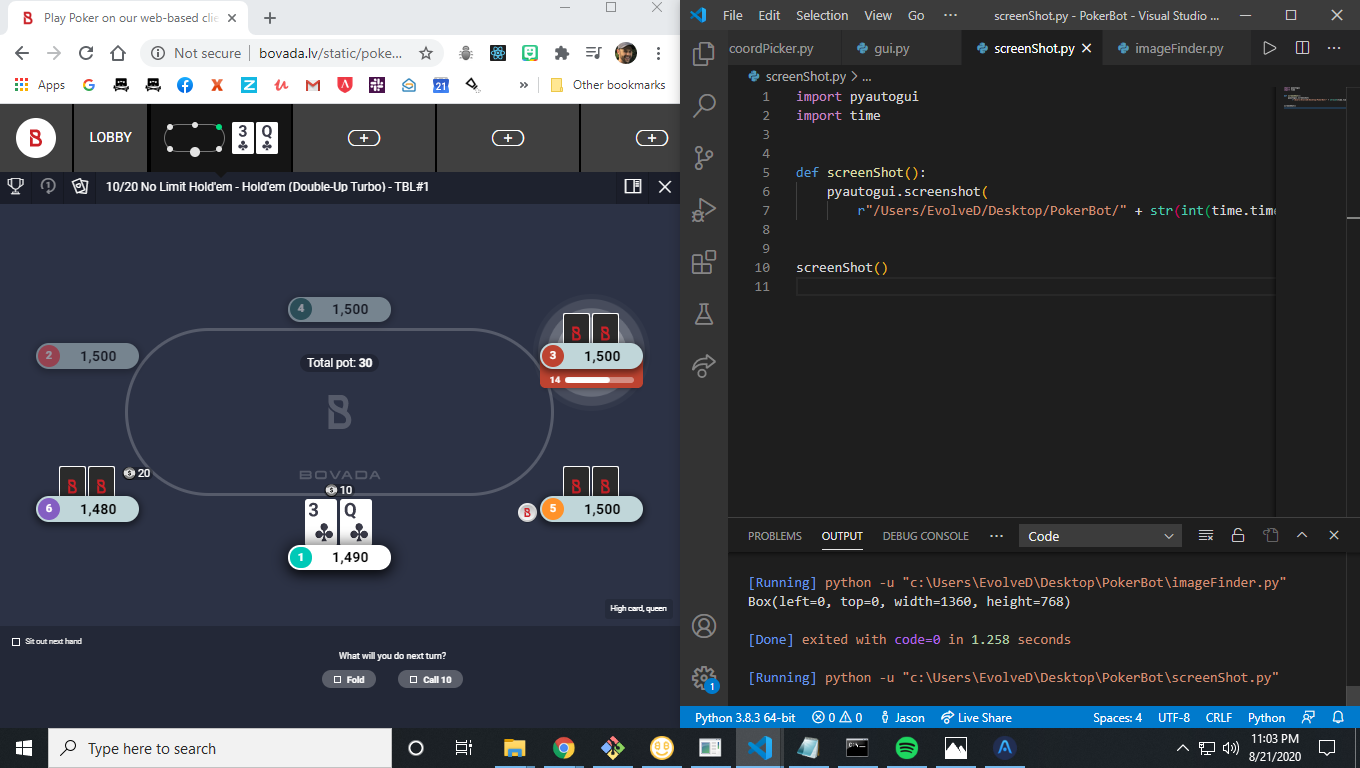 Play Poker on our web-based clie
Not secure | bovada.lv/static/poke...
Apps
21
Other bookmarks
LOBBY
3 Q
10/20 No Limit Hold'em - Hold'em (Double-Up Turbo) - TBL#1
4 1,500
2 1,500
Total pot: 30
3 1,500
14
BOVADA
20
10
6 1,480
3 Q
5 1,500
1 1,490
High card, queen
Sit out next hand
What will you do next turn?
Fold
Call 10
File Edit Selection View Go ... screenShot.py - PokerBot - Visual Studio ...
coordPicker.py gui.py screenShot.py imageFinder.py
screenShot.py > ...
1 import pyautogui
2 import time
3
4
5 def screenShot():
6 pyautogui.screenshot(
7 r"/Users/EvolveD/Desktop/PokerBot/" + str(int(time.time
8
9
10 screenShot()
11
PROBLEMS OUTPUT DEBUG CONSOLE ... Code
[Running] python -u "c:\Users\EvolveD\Desktop\PokerBot\imageFinder.py"
Box(left=0, top=0, width=1360, height=768)
[Done] exited with code=0 in 1.258 seconds
[Running] python -u "c:\Users\EvolveD\Desktop\PokerBot\screenShot.py"
1
Python 3.8.3 64-bit 0 0 Jason Live Share Spaces: 4 UTF-8 CRLF Python
Type here to search
11:03 PM
8/21/2020